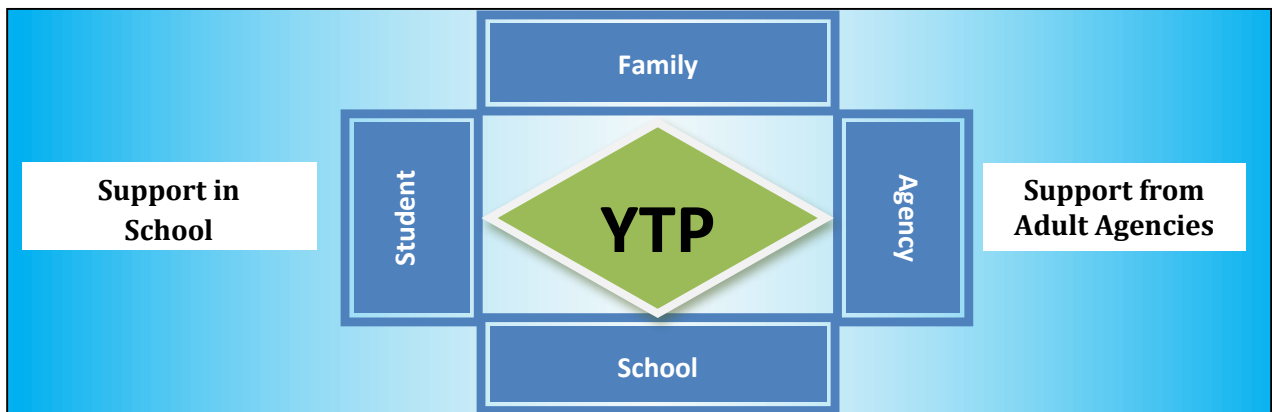 Family
Support in
School
Student
YTP
Agency
Support from
Adult Agencies
School